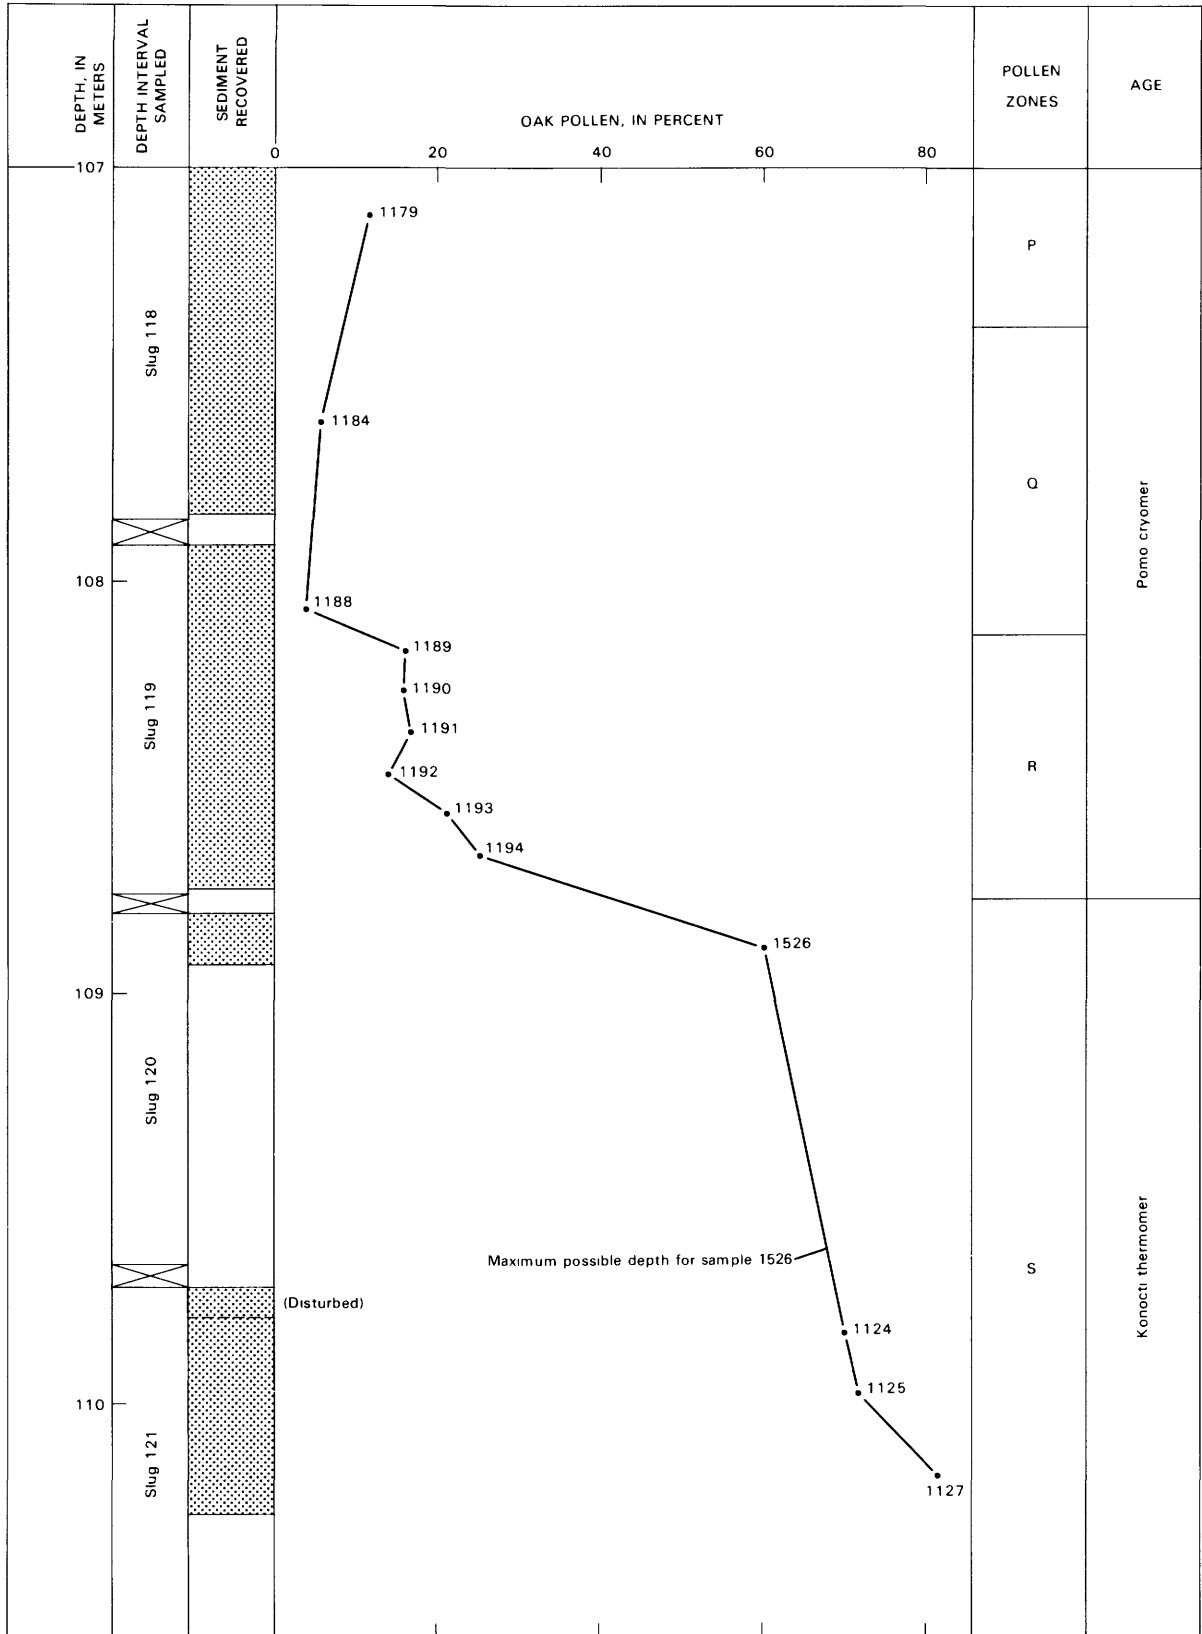 DEPTH, IN
METERS
DEPTH INTERVAL
SAMPLED
SEDIMENT
RECOVERED
OAK POLLEN, IN PERCENT
POLLEN
ZONES
AGE
0
20
40
60
80
107
1179
P
Slug 118
1184
Q
Pomo cryomer
108
1188
1189
1190
Slug 119
1191
R
1192
1193
1194
1526
109
Slug 120
Maximum possible depth for sample 1526
S
Konocti thermomer
(Disturbed)
1124
1125
110
Slug 121
1127